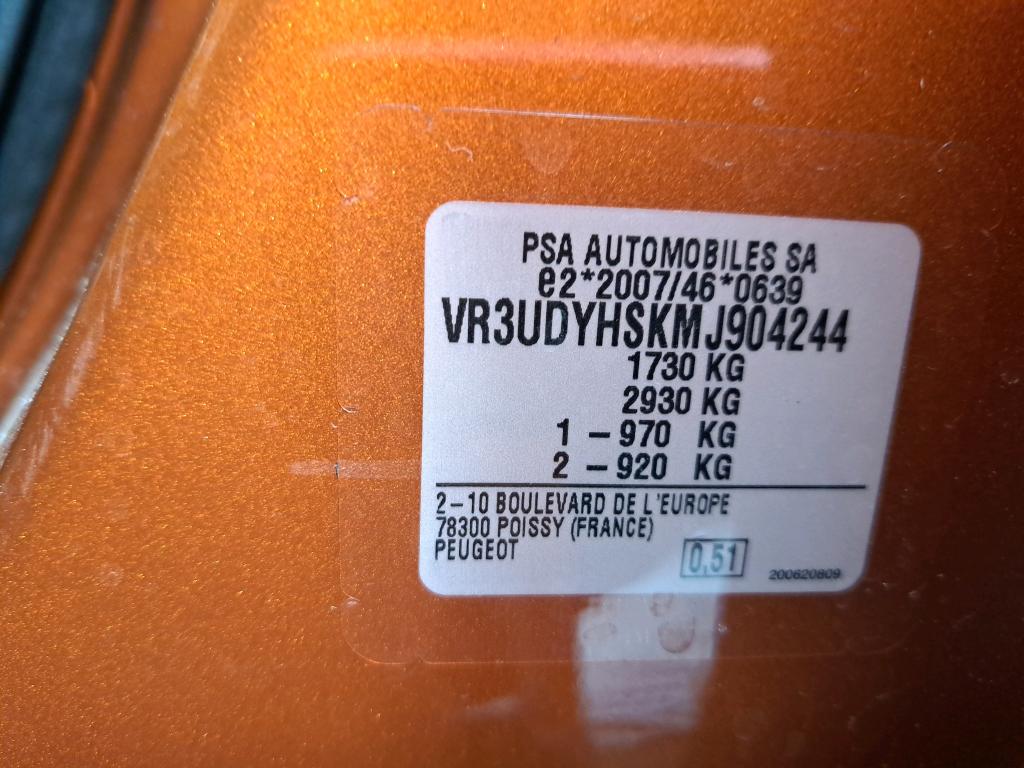 PSA AUTOMOBILES SA
e2*2007/46*0639
VR3UDYHSKMJ904244
1730 KG
2930 KG
1 – 970 KG
2 – 920 KG
2–10 BOULEVARD DE L'EUROPE
78300 POISSY (FRANCE)
PEUGEOT
0,51
200620809